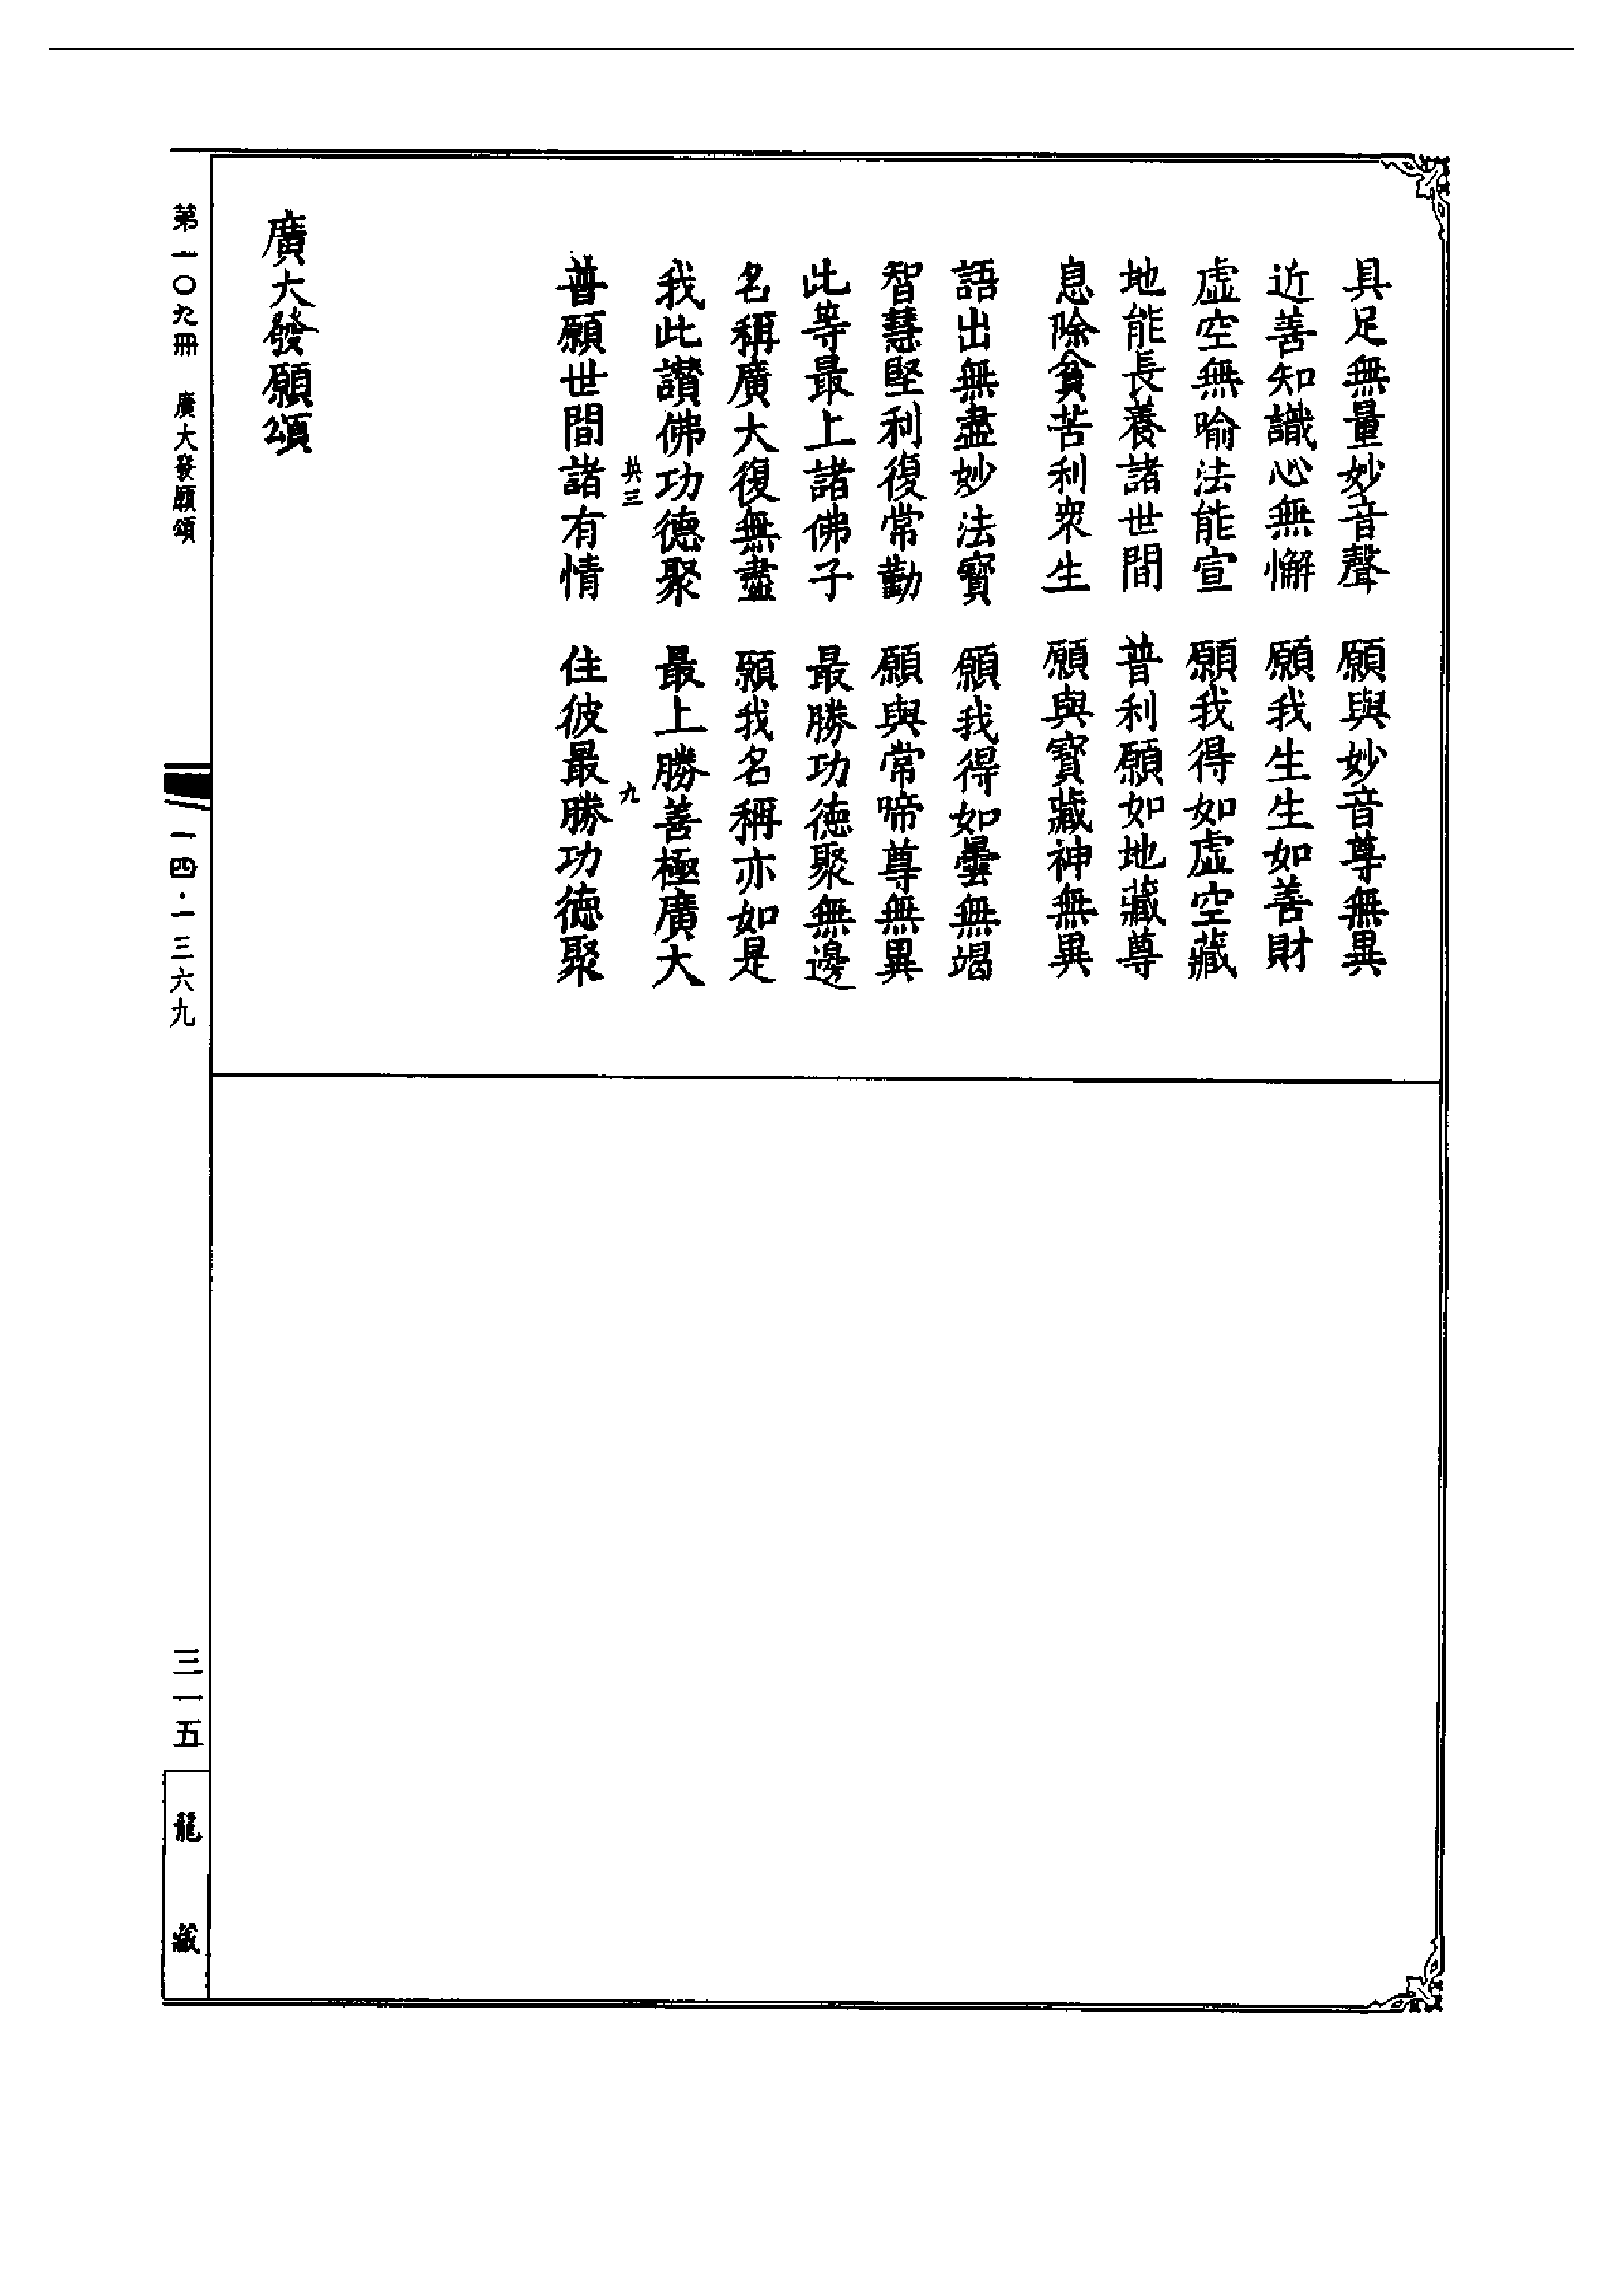 具足無量妙音聲　願與妙音尊無異
近善知識心無懈　願我生生如善財
虛空無喻法能宣　願我得如虛空藏
地能長養諸世間　普利願如地藏尊
息除貧苦利衆生　願與寶藏神無異
語出無盡妙法寶　願我得如曇無竭
智慧堅利復常勤　願與常啼尊無異
此等最上諸佛子　最勝功德聚無邊
名稱廣大復無盡　願我名稱亦如是
我此讚佛功德聚　最上勝善極廣大
共三　九
普願世間諸有情　住彼最勝功德聚
廣大發願頌
第一〇九冊　廣大發願頌
一四·一三六九
三一五
龍藏